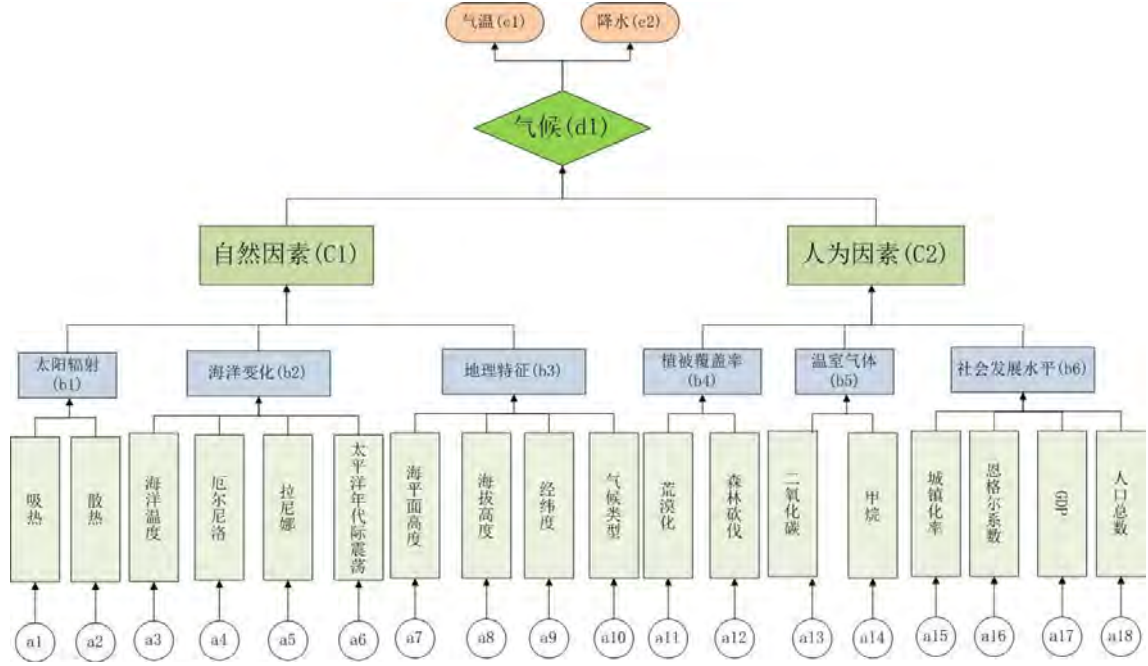 气温(e1)
降水(e2)
气候(d1)
自然因素(C1)
人为因素(C2)
太阳辐射
(b1)
海洋变化(b2)
地理特征(b3)
植被覆盖率
(b4)
温室气体
(b5)
社会发展水平(b6)
吸热
散热
海洋温度
厄尔尼洛
拉尼娜
太平洋年代际震荡
海平面高度
海拔高度
经纬度
气候类型
荒漠化
森林砍伐
二氧化碳
甲烷
城镇化率
恩格尔系数
GDP
人口总数
a1
a2
a3
a4
a5
a6
a7
a8
a9
a10
a11
a12
a13
a14
a15
a16
a17
a18